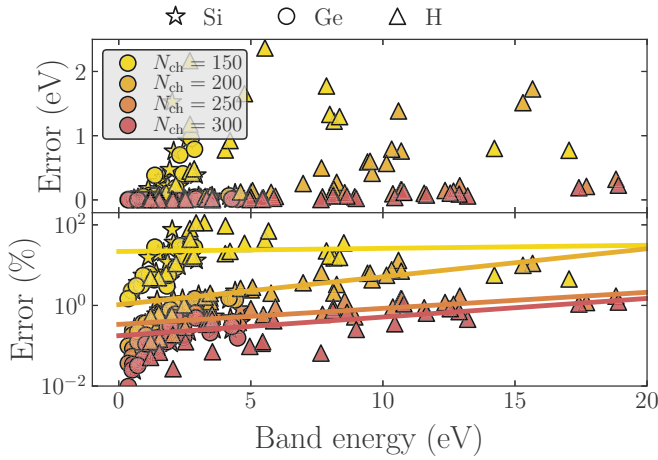 Si Ge H
2
1
0
Error (eV)
N_ch = 150
N_ch = 200
N_ch = 250
N_ch = 300
10^2
10^0
10^−2
Error (%)
0 5 10 15 20
Band energy (eV)